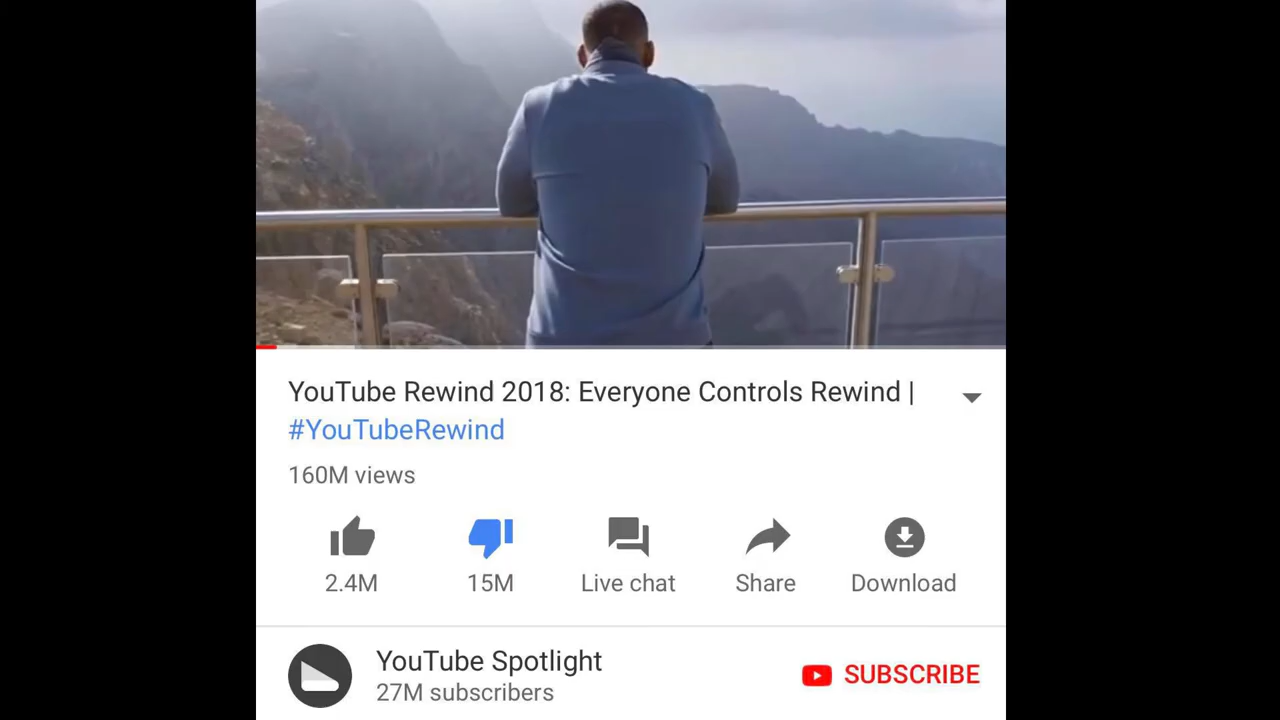 YouTube Rewind 2018: Everyone Controls Rewind |
#YouTubeRewind
160M views
2.4M 15M Live chat Share Download
YouTube Spotlight
27M subscribers
SUBSCRIBE